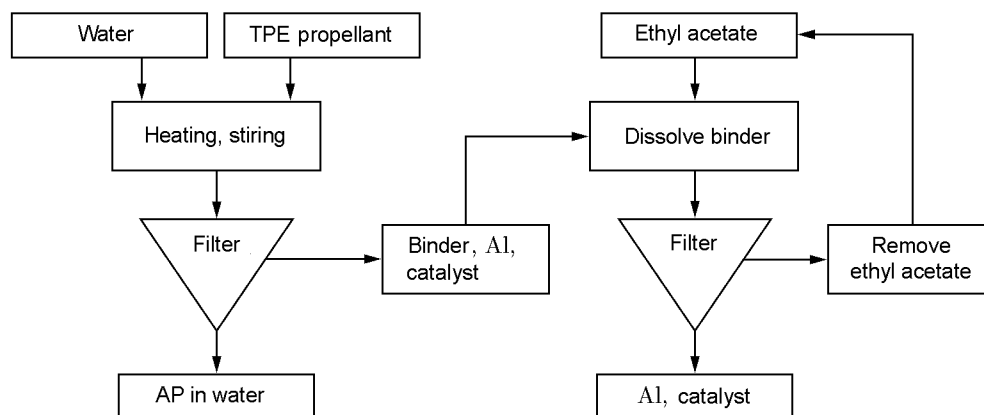 Water
TPE propellant
Ethyl acetate
Heating, stiring
Dissolve binder
Filter
Binder, Al,
catalyst
Filter
Remove
ethyl acetate
AP in water
Al, catalyst